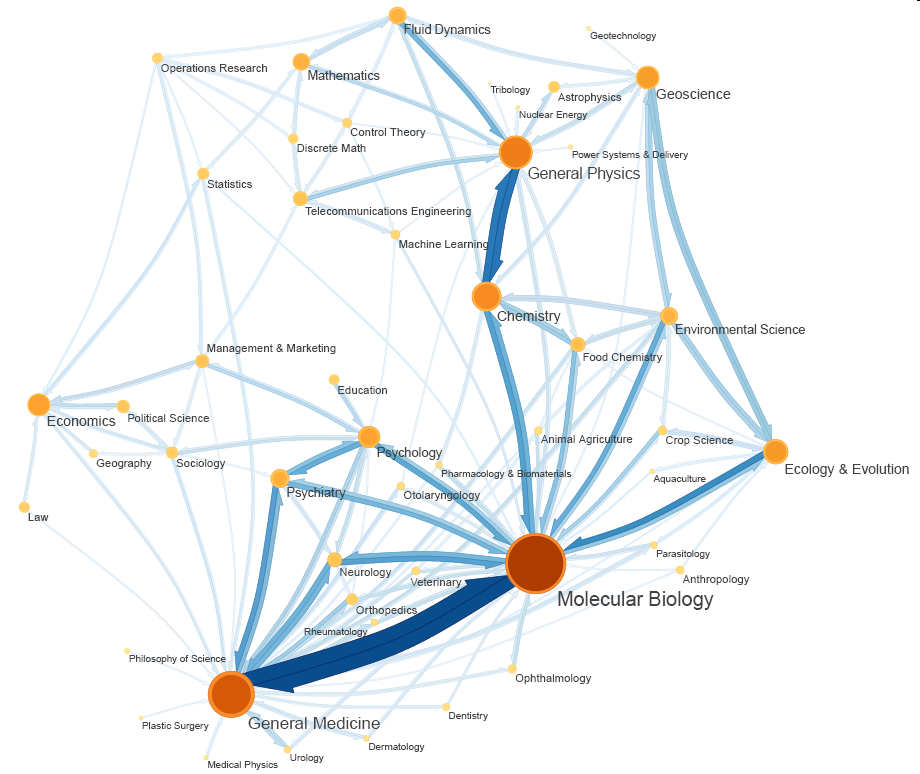 Fluid Dynamics
Geotechnology
Operations Research
Mathematics
Tribology
Astrophysics
Geoscience
Nuclear Energy
Control Theory
Discrete Math
Power Systems & Delivery
General Physics
Statistics
Telecommunications Engineering
Machine Learning
Chemistry
Environmental Science
Management & Marketing
Food Chemistry
Education
Economics
Political Science
Animal Agriculture
Crop Science
Psychology
Geography
Sociology
Pharmacology & Biomaterials
Ecology & Evolution
Aquaculture
Psychiatry
Otolaryngology
Law
Parasitology
Neurology
Veterinary
Anthropology
Molecular Biology
Orthopedics
Rheumatology
Philosophy of Science
Ophthalmology
General Medicine
Dentistry
Plastic Surgery
Dermatology
Urology
Medical Physics